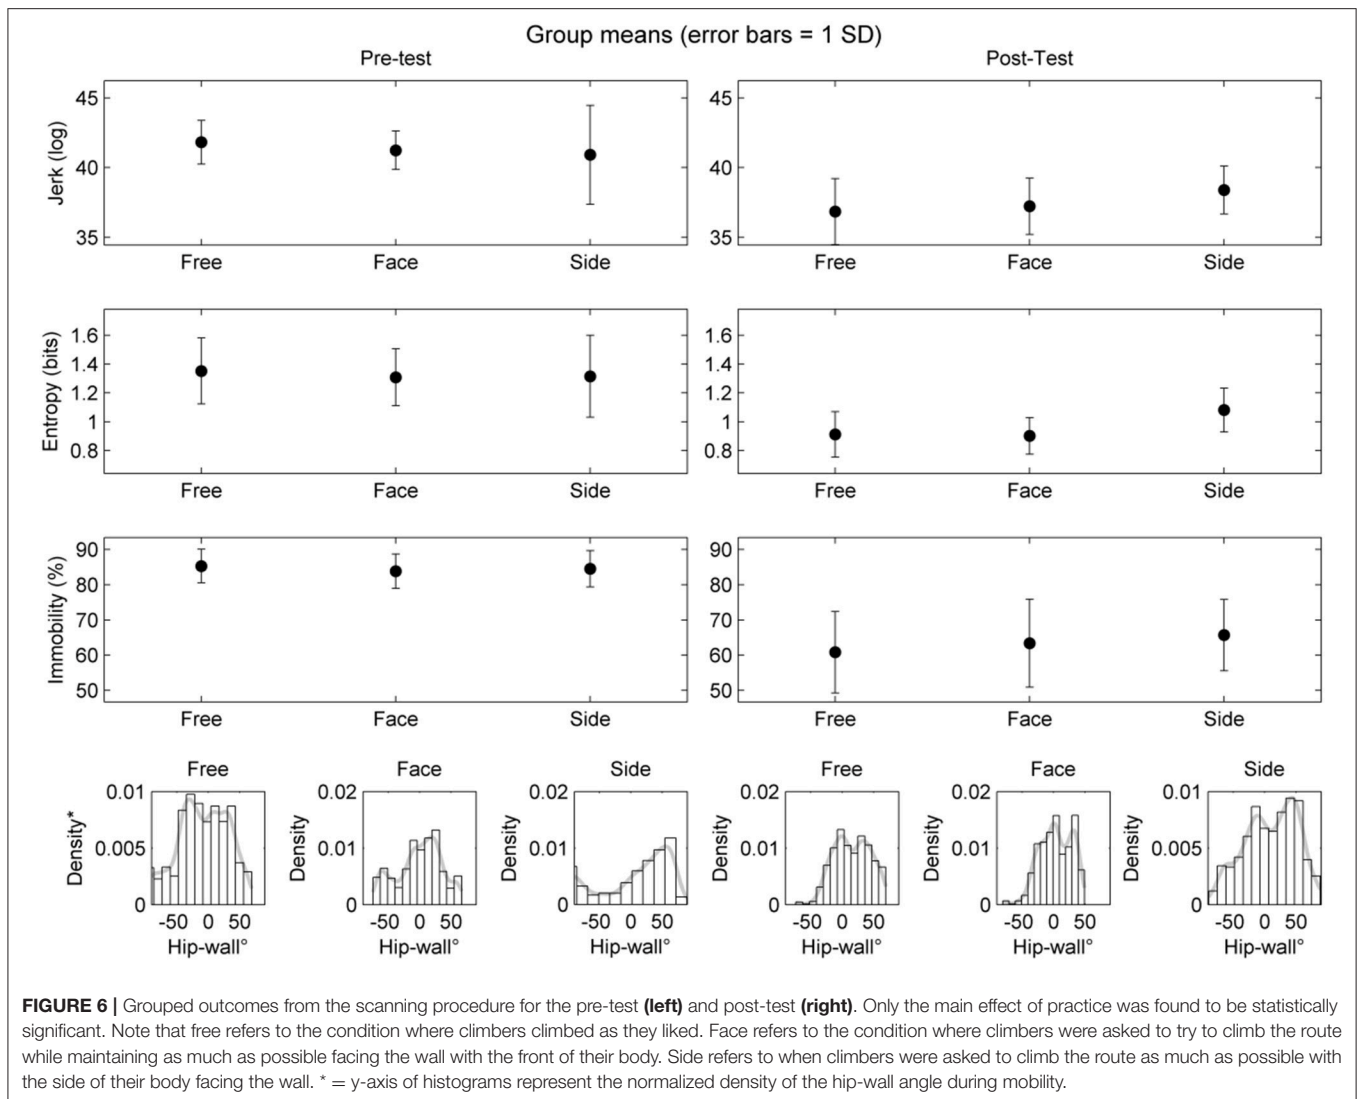 Group means (error bars = 1 SD)
Pre-test
Post-Test
Jerk (log)
45
40
35
Free
Face
Side
45
40
35
Free
Face
Side
Entropy (bits)
1.6
1.4
1.2
1
0.8
Free
Face
Side
1.6
1.4
1.2
1
0.8
Free
Face
Side
Immobility (%)
90
80
70
60
50
Free
Face
Side
90
80
70
60
50
Free
Face
Side
Free
Density*
0.01
0.005
0
-50 0 50
Hip-wall°
Face
Density
0.02
0.01
0
-50 0 50
Hip-wall°
Side
Density
0.02
0.01
0
-50 0 50
Hip-wall°
Free
Density
0.02
0.01
0
-50 0 50
Hip-wall°
Face
Density
0.02
0.01
0
-50 0 50
Hip-wall°
Side
Density
0.01
0.005
0
-50 0 50
Hip-wall°
FIGURE 6 | Grouped outcomes from the scanning procedure for the pre-test (left) and post-test (right). Only the main effect of practice was found to be statistically
significant. Note that free refers to the condition where climbers climbed as they liked. Face refers to the condition where climbers were asked to try to climb the route
while maintaining as much as possible facing the wall with the front of their body. Side refers to when climbers were asked to climb the route as much as possible with
the side of their body facing the wall. * = y-axis of histograms represent the normalized density of the hip-wall angle during mobility.